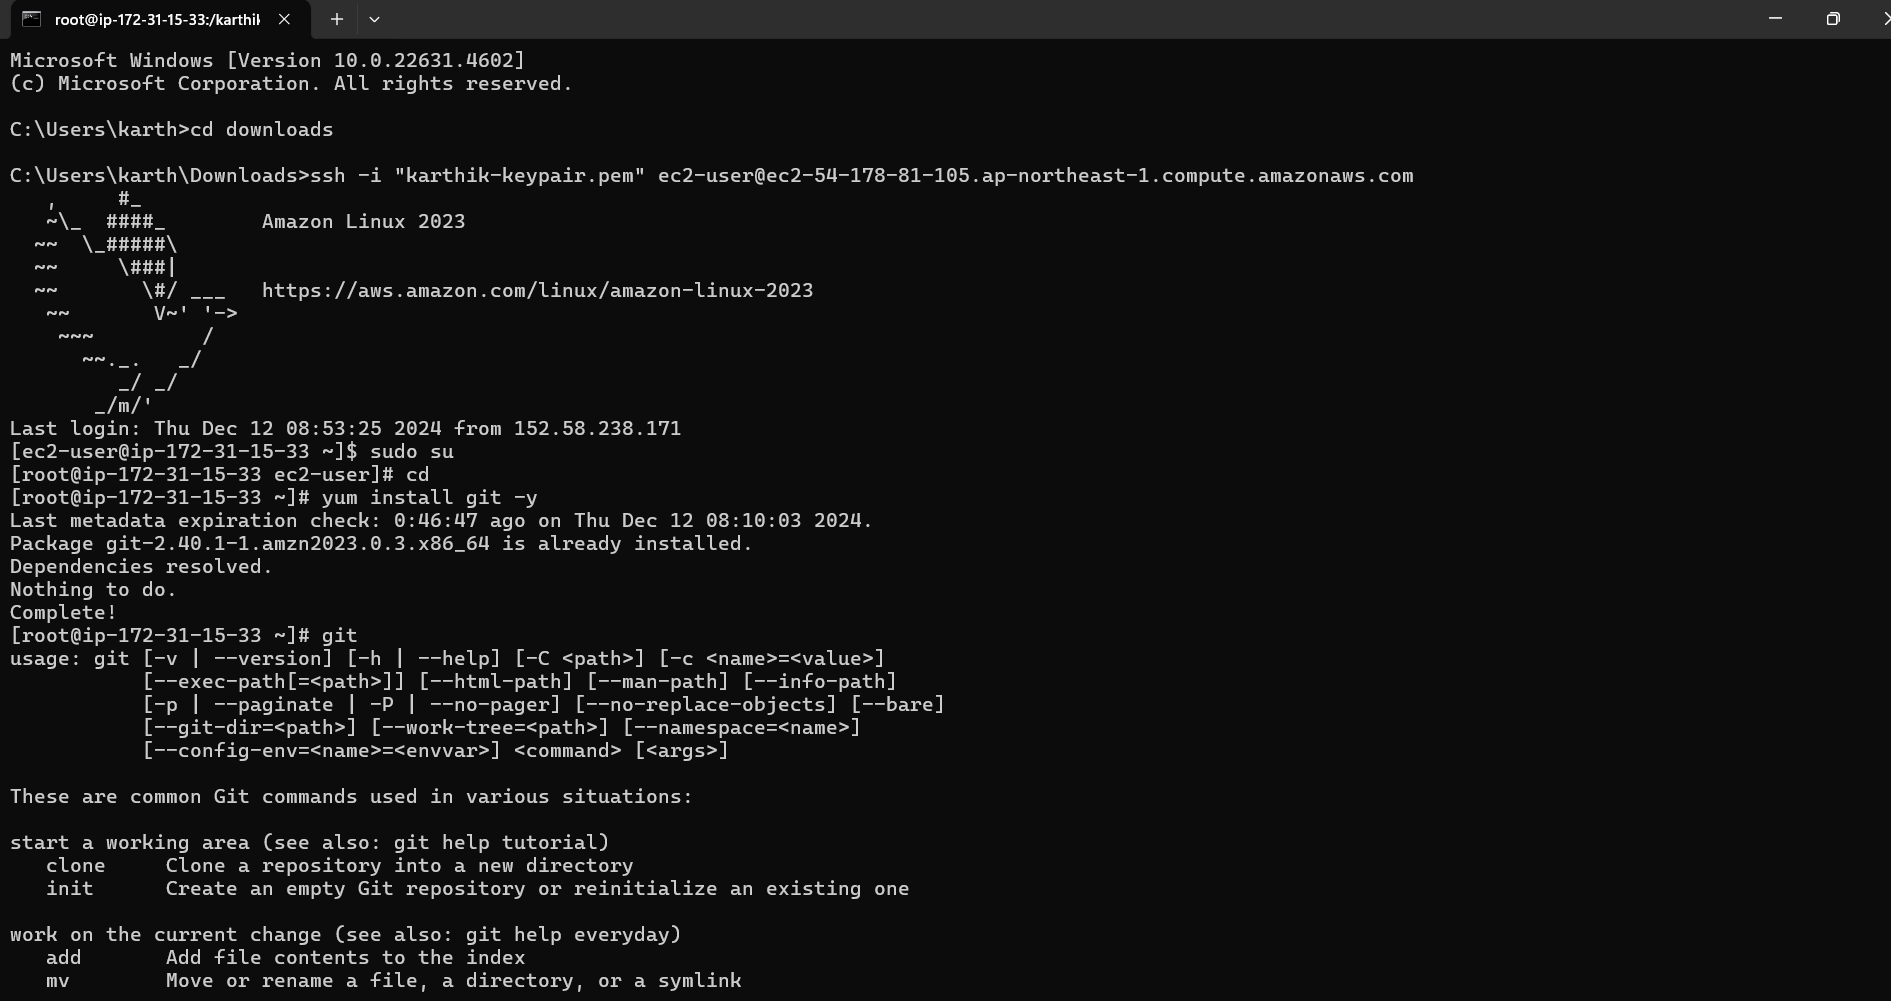 root@ip-172-31-15-33:/karthil
Microsoft Windows [Version 10.0.22631.4602]
(c) Microsoft Corporation. All rights reserved.
C:\Users\karth>cd downloads
C:\Users\karth\Downloads>ssh -i "karthik-keypair.pem" ec2-user@ec2-54-178-81-105.ap-northeast-1.compute.amazonaws.com
   ,     #_
   ~\_  ####_        Amazon Linux 2023
  ~~  \_#####\
  ~~     \###|
  ~~       \#/ ___   https://aws.amazon.com/linux/amazon-linux-2023
   ~~       V~' '->
    ~~~         /
      ~~._.   _/
         _/ _/
       _/m/'
Last login: Thu Dec 12 08:53:25 2024 from 152.58.238.171
[ec2-user@ip-172-31-15-33 ~]$ sudo su
[root@ip-172-31-15-33 ec2-user]# cd
[root@ip-172-31-15-33 ~]# yum install git -y
Last metadata expiration check: 0:46:47 ago on Thu Dec 12 08:10:03 2024.
Package git-2.40.1-1.amzn2023.0.3.x86_64 is already installed.
Dependencies resolved.
Nothing to do.
Complete!
[root@ip-172-31-15-33 ~]# git
usage: git [-v | --version] [-h | --help] [-C <path>] [-c <name>=<value>]
           [--exec-path[=<path>]] [--html-path] [--man-path] [--info-path]
           [-p | --paginate | -P | --no-pager] [--no-replace-objects] [--bare]
           [--git-dir=<path>] [--work-tree=<path>] [--namespace=<name>]
           [--config-env=<name>=<envvar>] <command> [<args>]
These are common Git commands used in various situations:
start a working area (see also: git help tutorial)
   clone     Clone a repository into a new directory
   init      Create an empty Git repository or reinitialize an existing one
work on the current change (see also: git help everyday)
   add       Add file contents to the index
   mv        Move or rename a file, a directory, or a symlink